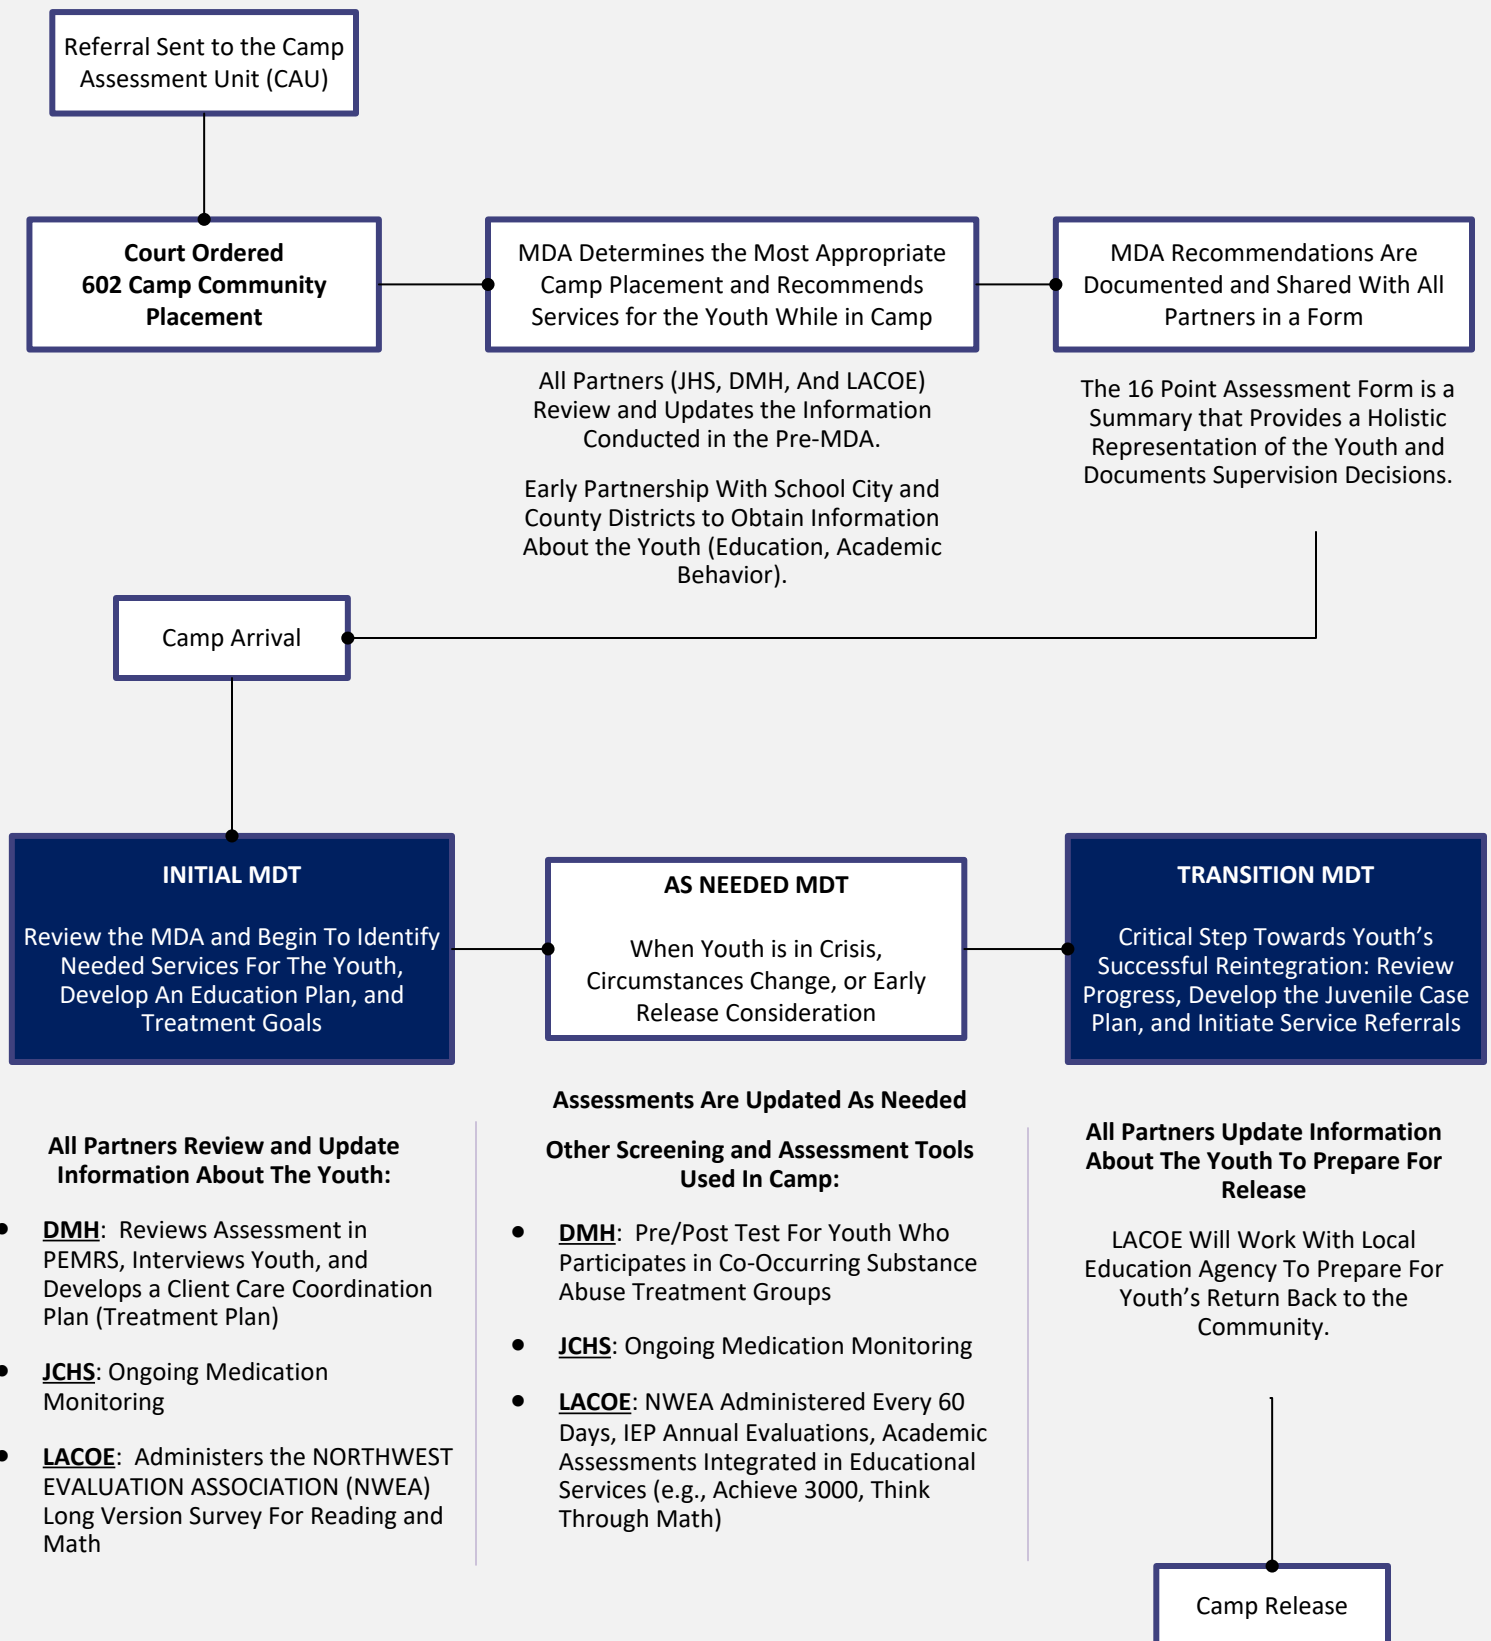 Referral Sent to the Camp
Assessment Unit (CAU)
Court Ordered
602 Camp Community
Placement
MDA Determines the Most Appropriate
Camp Placement and Recommends
Services for the Youth While in Camp
MDA Recommendations Are
Documented and Shared With All
Partners in a Form
All Partners (JHS, DMH, And LACOE)
Review and Updates the Information
Conducted in the Pre-MDA.
Early Partnership With School City and
County Districts to Obtain Information
About the Youth (Education, Academic
Behavior).
The 16 Point Assessment Form is a
Summary that Provides a Holistic
Representation of the Youth and
Documents Supervision Decisions.
Camp Arrival
INITIAL MDT
Review the MDA and Begin To Identify
Needed Services For The Youth,
Develop An Education Plan, and
Treatment Goals
AS NEEDED MDT
When Youth is in Crisis,
Circumstances Change, or Early
Release Consideration
TRANSITION MDT
Critical Step Towards Youth’s
Successful Reintegration: Review
Progress, Develop the Juvenile Case
Plan, and Initiate Service Referrals
All Partners Review and Update
Information About The Youth:
● DMH:  Reviews Assessment in
PEMRS, Interviews Youth, and
Develops a Client Care Coordination
Plan (Treatment Plan)
● JCHS: Ongoing Medication
Monitoring
● LACOE:  Administers the NORTHWEST
EVALUATION ASSOCIATION (NWEA)
Long Version Survey For Reading and
Math
Assessments Are Updated As Needed
Other Screening and Assessment Tools
Used In Camp:
● DMH:  Pre/Post Test For Youth Who
Participates in Co-Occurring Substance
Abuse Treatment Groups
● JCHS: Ongoing Medication Monitoring
● LACOE: NWEA Administered Every 60
Days, IEP Annual Evaluations, Academic
Assessments Integrated in Educational
Services (e.g., Achieve 3000, Think
Through Math)
All Partners Update Information
About The Youth To Prepare For
Release
LACOE Will Work With Local
Education Agency To Prepare For
Youth’s Return Back to the
Community.
Camp Release